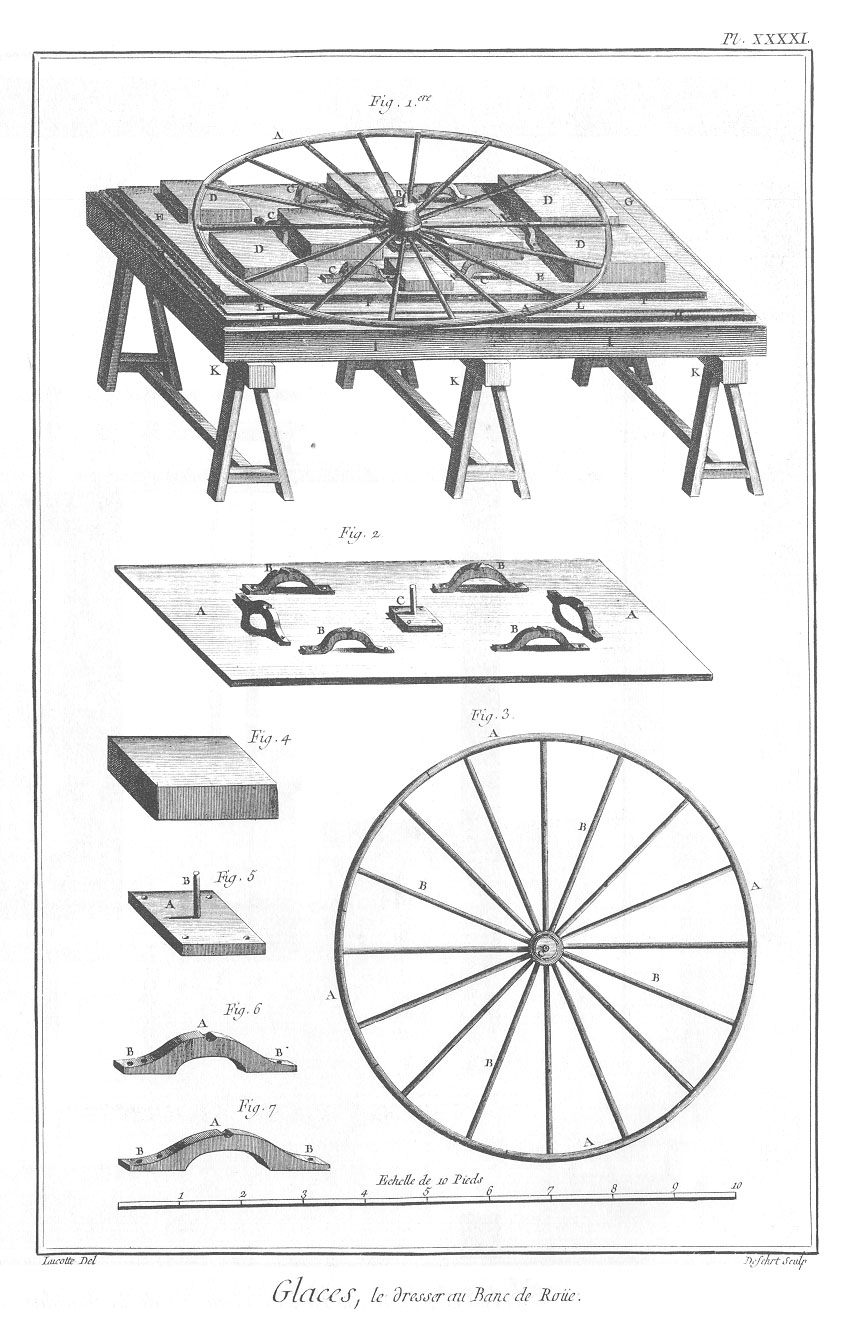 Pl. XXXXI.
Fig. 1.ere
A
B
C
C
D
D
G
E
C
D
D
C
C
E
L
F
A
L
F
H
H
I
I
K
K
K
Fig. 2.
B
B
A
C
A
B
B
Fig. 4
Fig. 3.
A
B
B
A
B
A
B
A
Fig. 5
B
A
Fig. 6
A
B
B
Fig. 7
A
B
B
Echelle de 10 Pieds
1 2 3 4 5 6 7 8 9 10
Lucotte Del
Defehrt Sculp
Glaces, le dresser au Banc de Roüe.